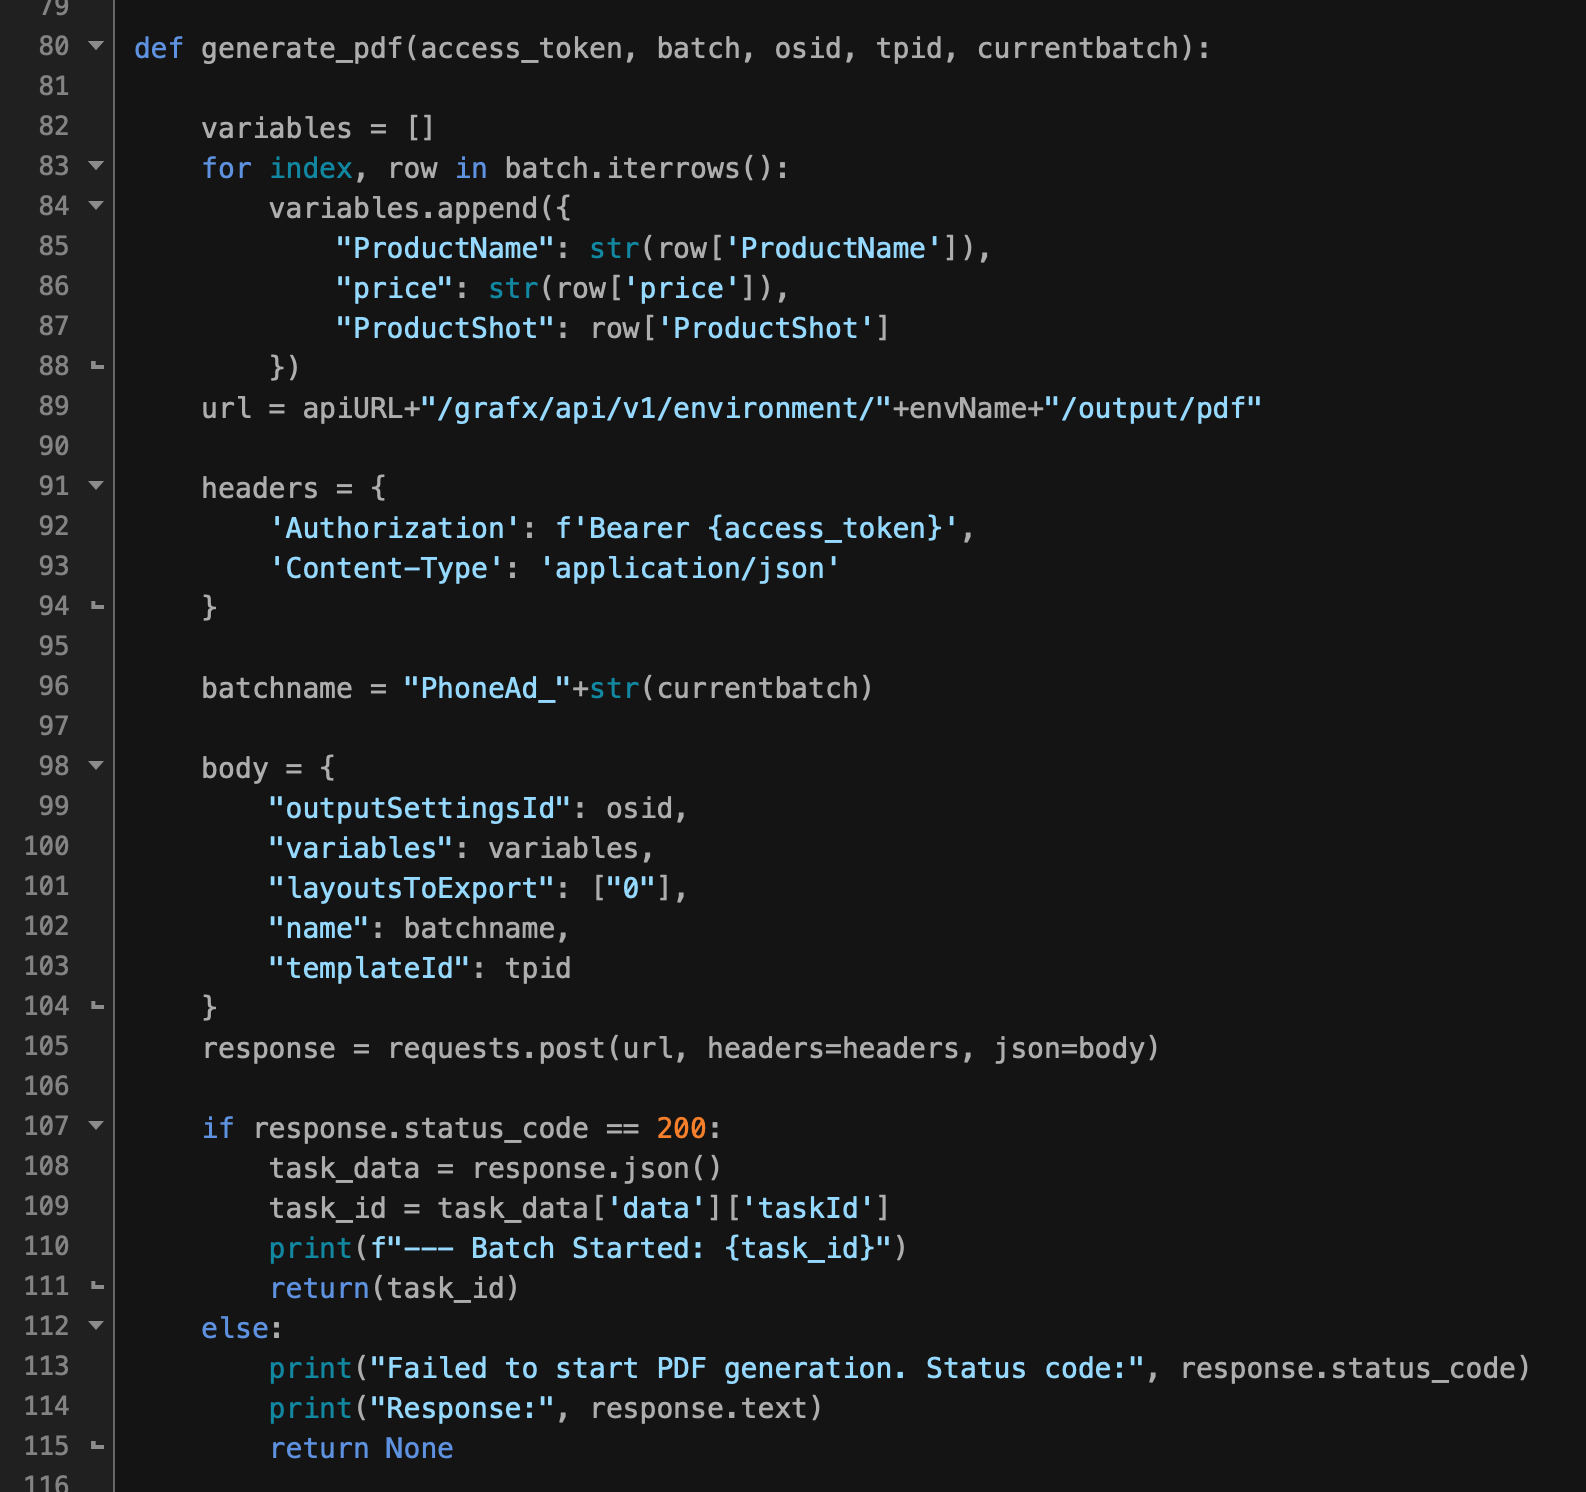 79
80 def generate_pdf(access_token, batch, osid, tpid, currentbatch):
81
82     variables = []
83     for index, row in batch.iterrows():
84         variables.append({
85             "ProductName": str(row['ProductName']),
86             "price": str(row['price']),
87             "ProductShot": row['ProductShot']
88         })
89     url = apiURL+"/grafx/api/v1/environment/"+envName+"/output/pdf"
90
91     headers = {
92         'Authorization': f'Bearer {access_token}',
93         'Content-Type': 'application/json'
94     }
95
96     batchname = "PhoneAd_"+str(currentbatch)
97
98     body = {
99         "outputSettingsId": osid,
100         "variables": variables,
101         "layoutsToExport": ["0"],
102         "name": batchname,
103         "templateId": tpid
104     }
105     response = requests.post(url, headers=headers, json=body)
106
107     if response.status_code == 200:
108         task_data = response.json()
109         task_id = task_data['data']['taskId']
110         print(f"--- Batch Started: {task_id}")
111         return(task_id)
112     else:
113         print("Failed to start PDF generation. Status code:", response.status_code)
114         print("Response:", response.text)
115         return None
116